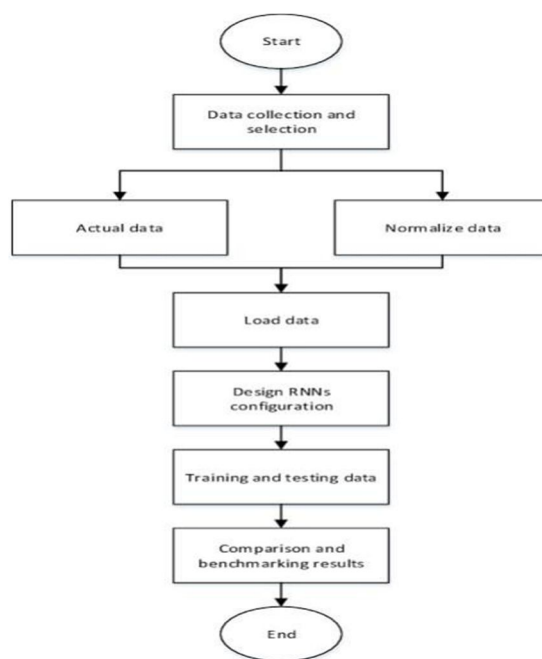 Start
Data collection and
selection
Actual data
Normalize data
Load data
Design RNNs
configuration
Training and testing data
Comparison and
benchmarking results
End